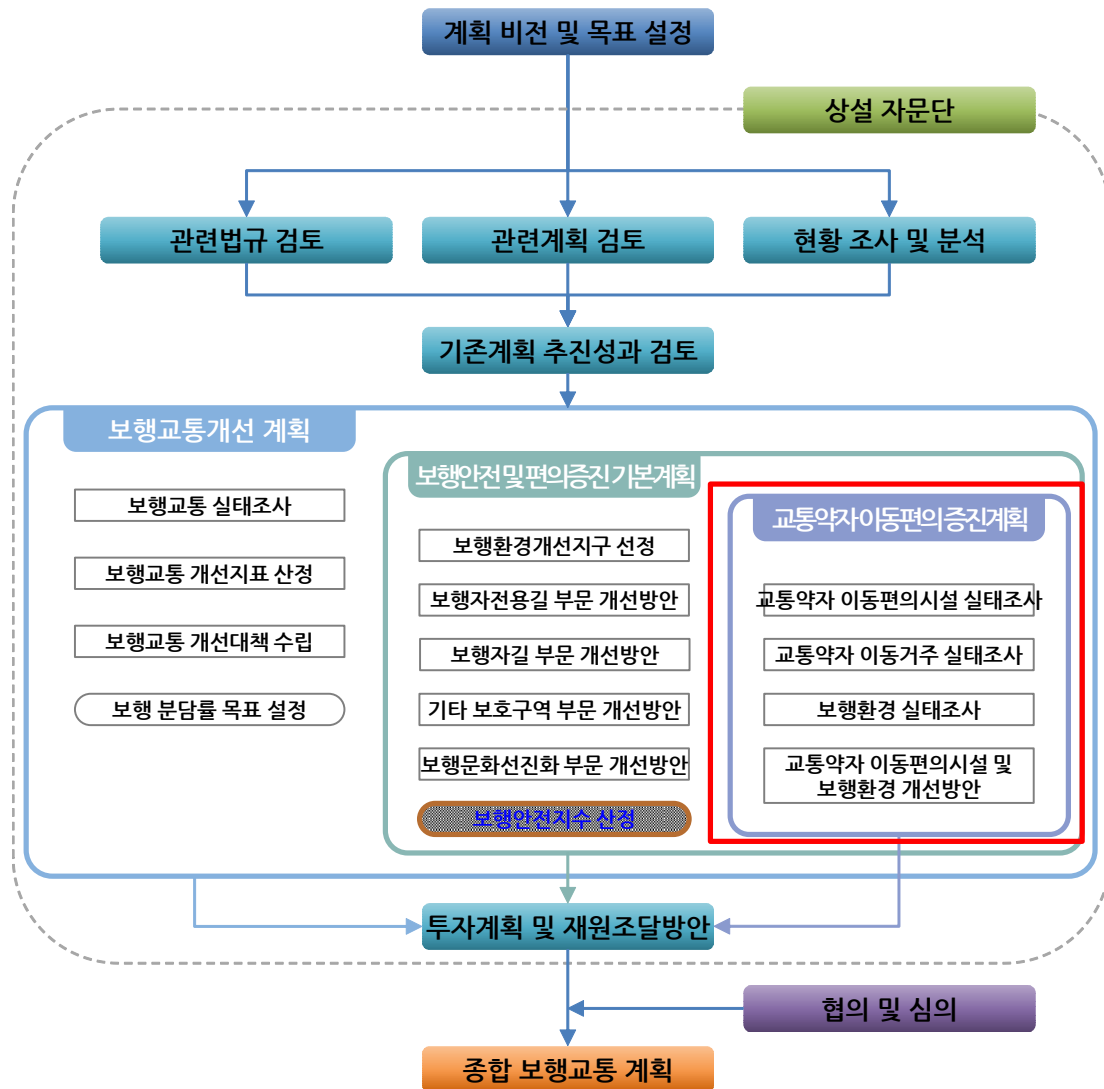 계획 비전 및 목표 설정
상설 자문단
관련법규 검토
관련계획 검토
현황 조사 및 분석
기존계획 추진성과 검토
보행교통개선 계획
보행교통 실태조사
보행교통 개선지표 산정
보행교통 개선대책 수립
보행 분담률 목표 설정
보행안전 및 편의증진 기본계획
보행환경개선지구 선정
보행자전용길 부문 개선방안
보행자길 부문 개선방안
기타 보호구역 부문 개선방안
보행문화선진화 부문 개선방안
보행안전지수 산정
교통약자 이동편의 증진계획
교통약자 이동편의시설 실태조사
교통약자 이동거주 실태조사
보행환경 실태조사
교통약자 이동편의시설 및
보행환경 개선방안
투자계획 및 재원조달방안
협의 및 심의
종합 보행교통 계획